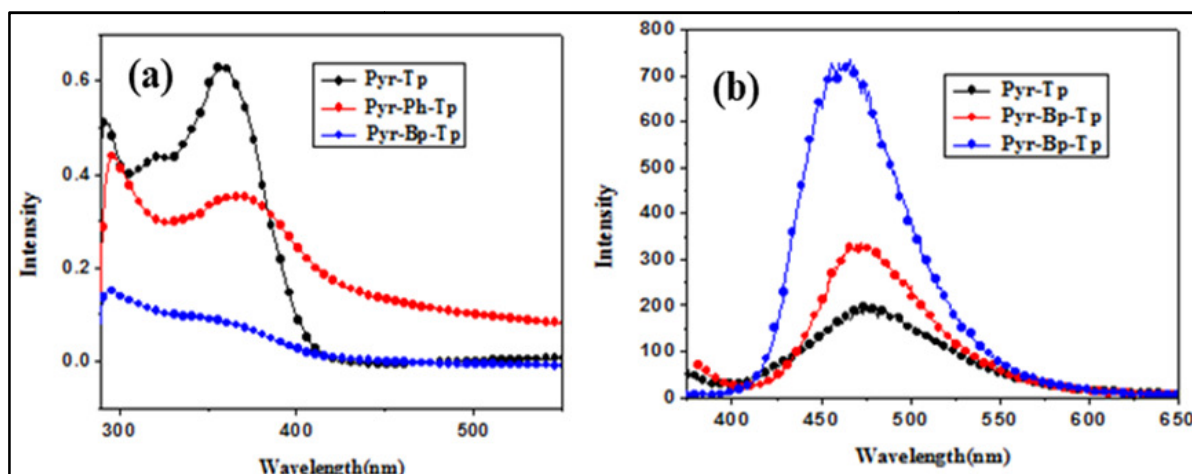 (a)
Pyr-Tp
Pyr-Ph-Tp
Pyr-Bp-Tp
Intensity
0.6
0.4
0.2
0.0
300
400
500
Wavelength(nm)
(b)
Pyr-Tp
Pyr-Bp-Tp
Pyr-Bp-Tp
Intensity
800
700
600
500
400
300
200
100
0
400
450
500
550
600
650
Wavelength(nm)